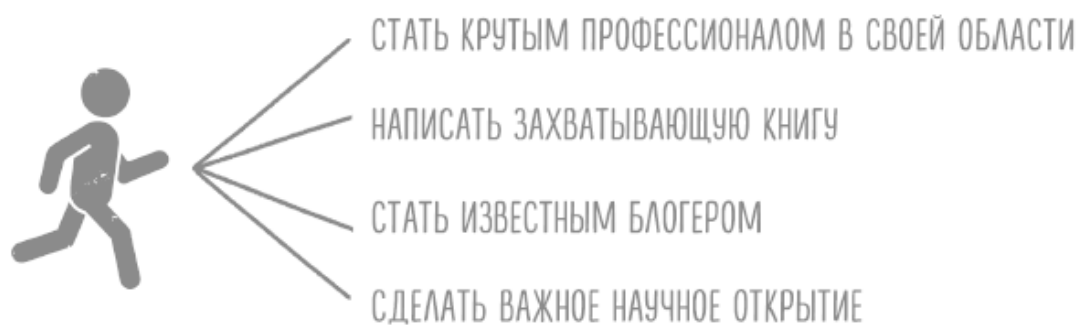 СТАТЬ КРУТЫМ ПРОФЕССИОНАЛОМ В СВОЕЙ ОБЛАСТИ
НАПИСАТЬ ЗАХВАТЫВАЮЩУЮ КНИГУ
СТАТЬ ИЗВЕСТНЫМ БЛОГЕРОМ
СДЕЛАТЬ ВАЖНОЕ НАУЧНОЕ ОТКРЫТИЕ